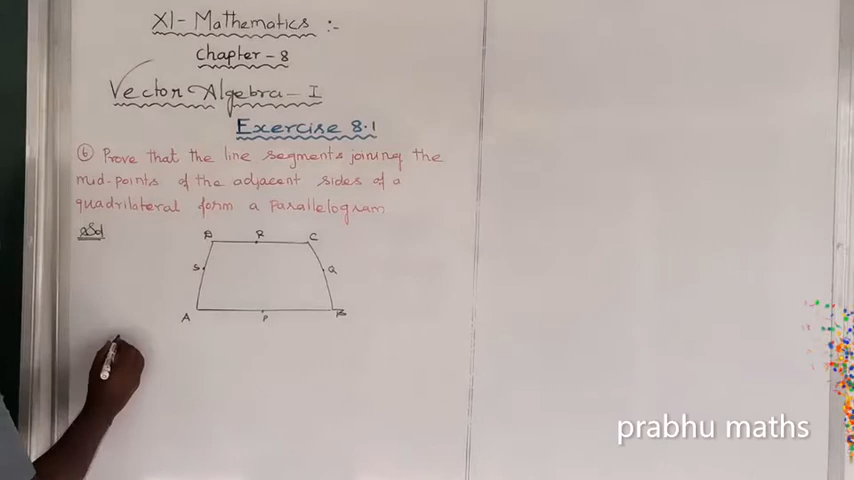 XI- Mathematics :-
Chapter - 8
Vector Algebra - I
Exercise 8.1
⑥ Prove that the line segments joining the
mid-points of the adjacent sides of a
quadrilateral form a parallelogram
Sol
D R C
S Q
A P B
prabhu maths